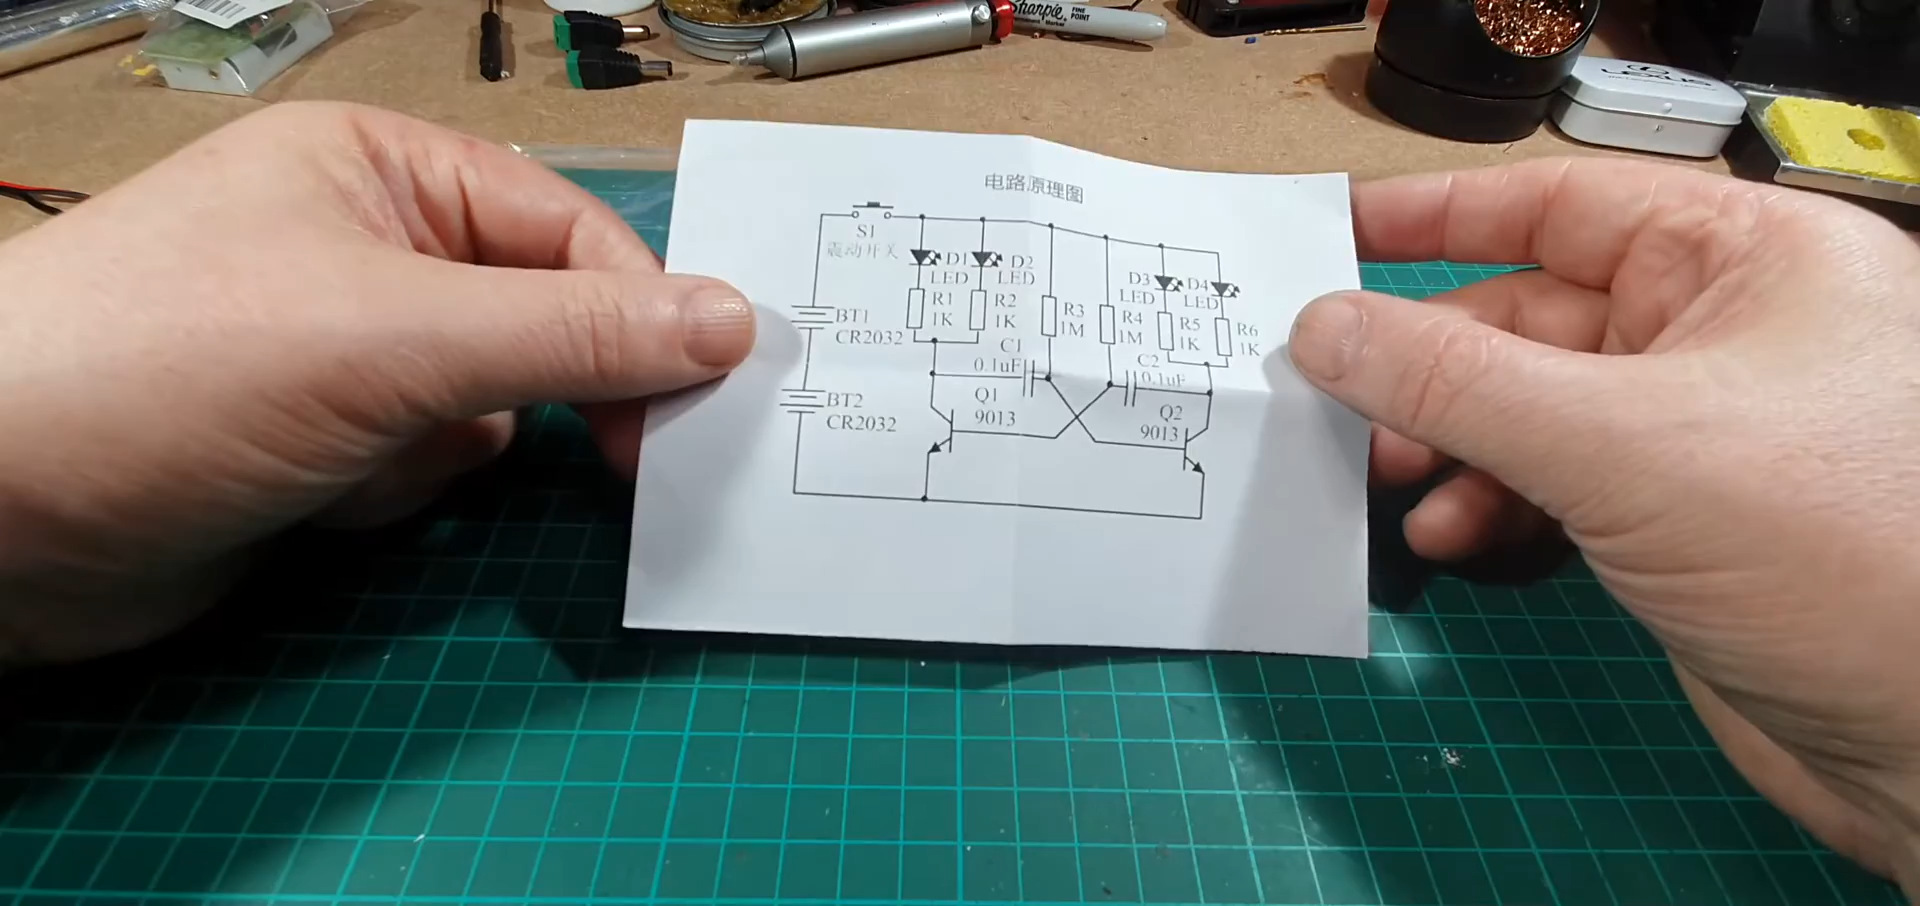 Sharpie
FINE
POINT
LEXUS
电路原理图
S1
震动开关
D1
LED
D2
LED
D3
LED
D4
LED
R1
1K
R2
1K
R3
1M
R4
1M
R5
1K
R6
1K
BT1
CR2032
C1
0.1uF
C2
0.1uF
BT2
CR2032
Q1
9013
Q2
9013